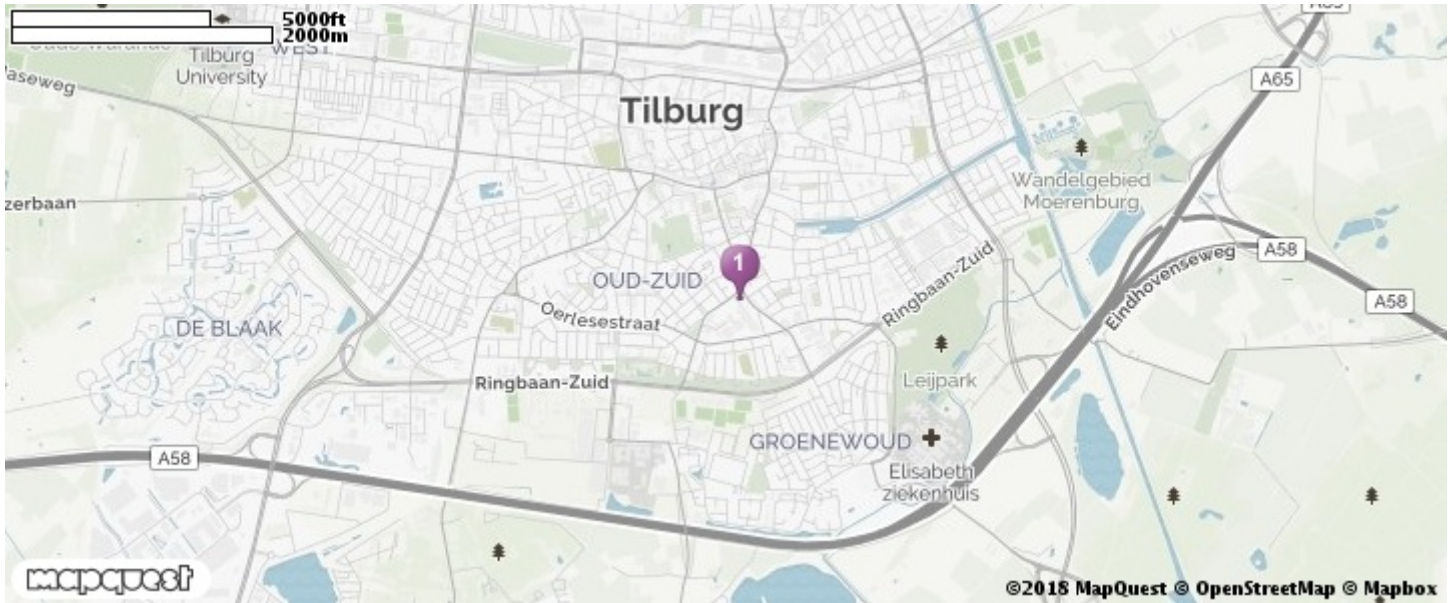 5000ft
2000m
WEST
Tilburg
University
Tilburg
A65
Wandelgebied
Moerenburg
zerbaan
A58
Eindhovenseweg
A58
1
OUD-ZUID
Ringbaan-Zuid
Oerlesestraat
DE BLAAK
Leijpark
Ringbaan-Zuid
GROENEWOUD
A58
Elisabeth
ziekenhuis
mapquest
©2018 MapQuest © OpenStreetMap © Mapbox